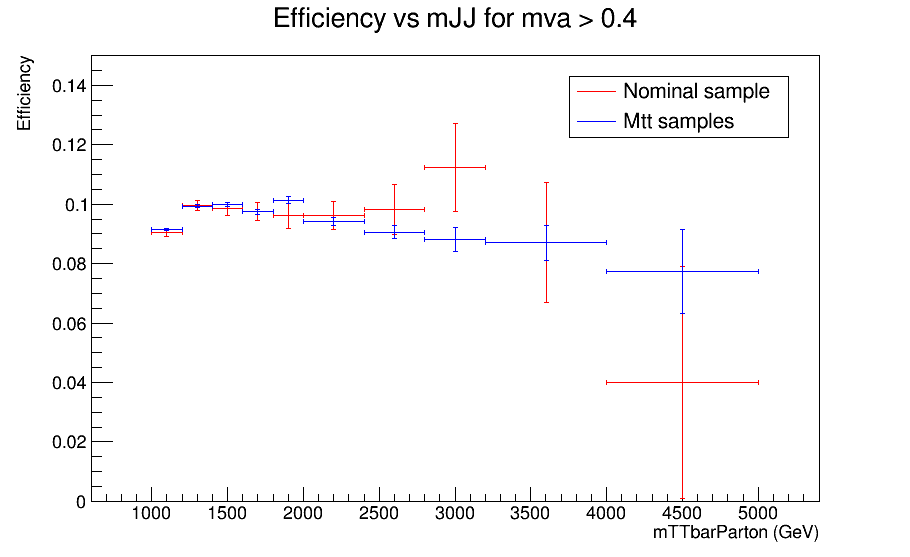 Efficiency vs mJJ for mva > 0.4
Efficiency
0.14
0.12
0.1
0.08
0.06
0.04
0.02
0
Nominal sample
Mtt samples
1000 1500 2000 2500 3000 3500 4000 4500 5000
mTTbarParton (GeV)